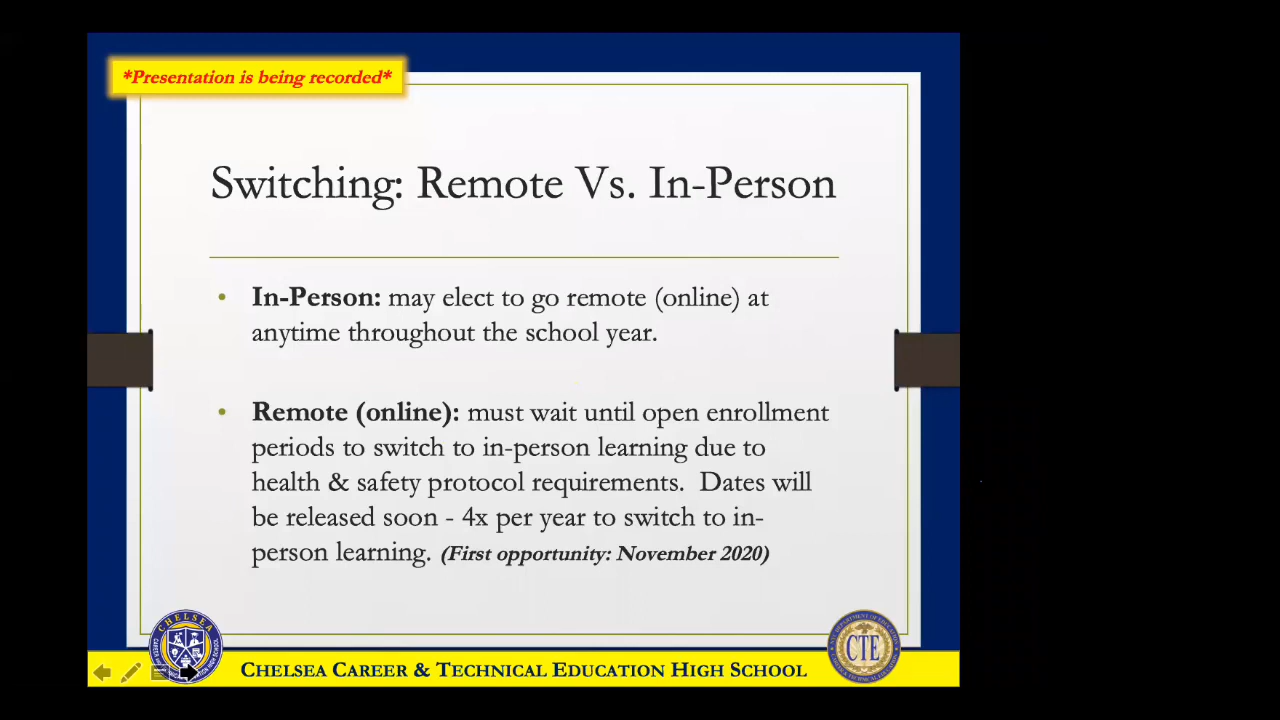 *Presentation is being recorded*
Switching: Remote Vs. In-Person
• In-Person: may elect to go remote (online) at
anytime throughout the school year.
• Remote (online): must wait until open enrollment
periods to switch to in-person learning due to
health & safety protocol requirements.  Dates will
be released soon - 4x per year to switch to in-
person learning. (First opportunity: November 2020)
CHELSEA
CTE
CHELSEA CAREER & TECHNICAL EDUCATION HIGH SCHOOL